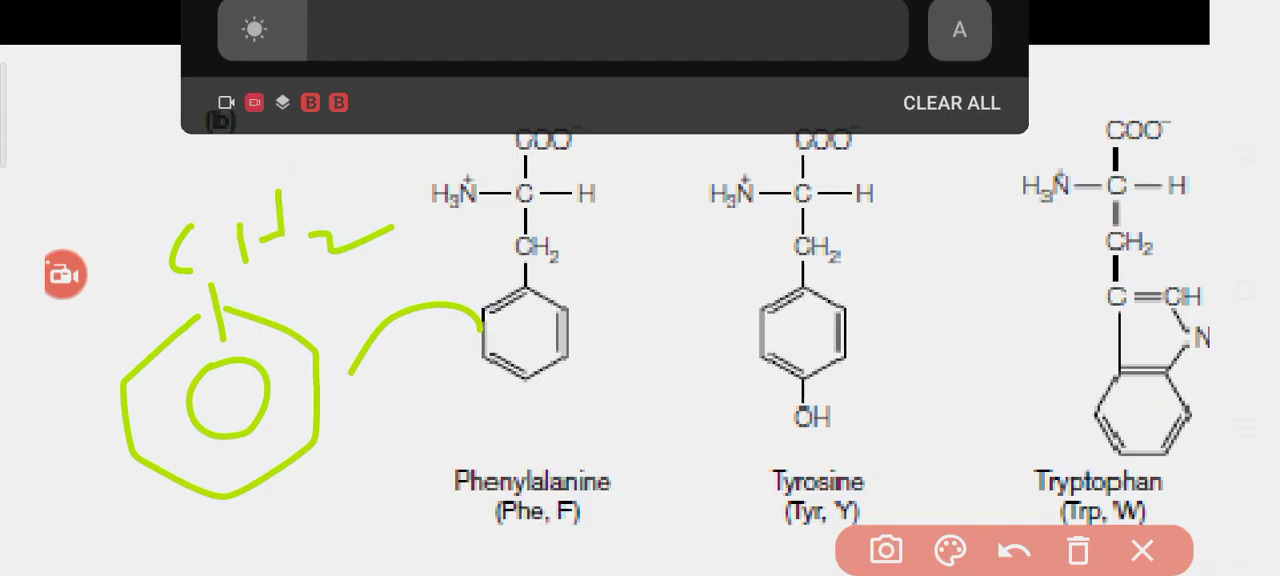 A
B B
CLEAR ALL
(b)
COO⁻ COO⁻ COO⁻
H₃N⁺—C—H H₃N⁺—C—H H₃N⁺—C—H
CH₂ CH₂ CH₂ CH₂
C=CH
N
OH
Phenylalanine Tyrosine Tryptophan
(Phe, F) (Tyr, Y) (Trp, W)